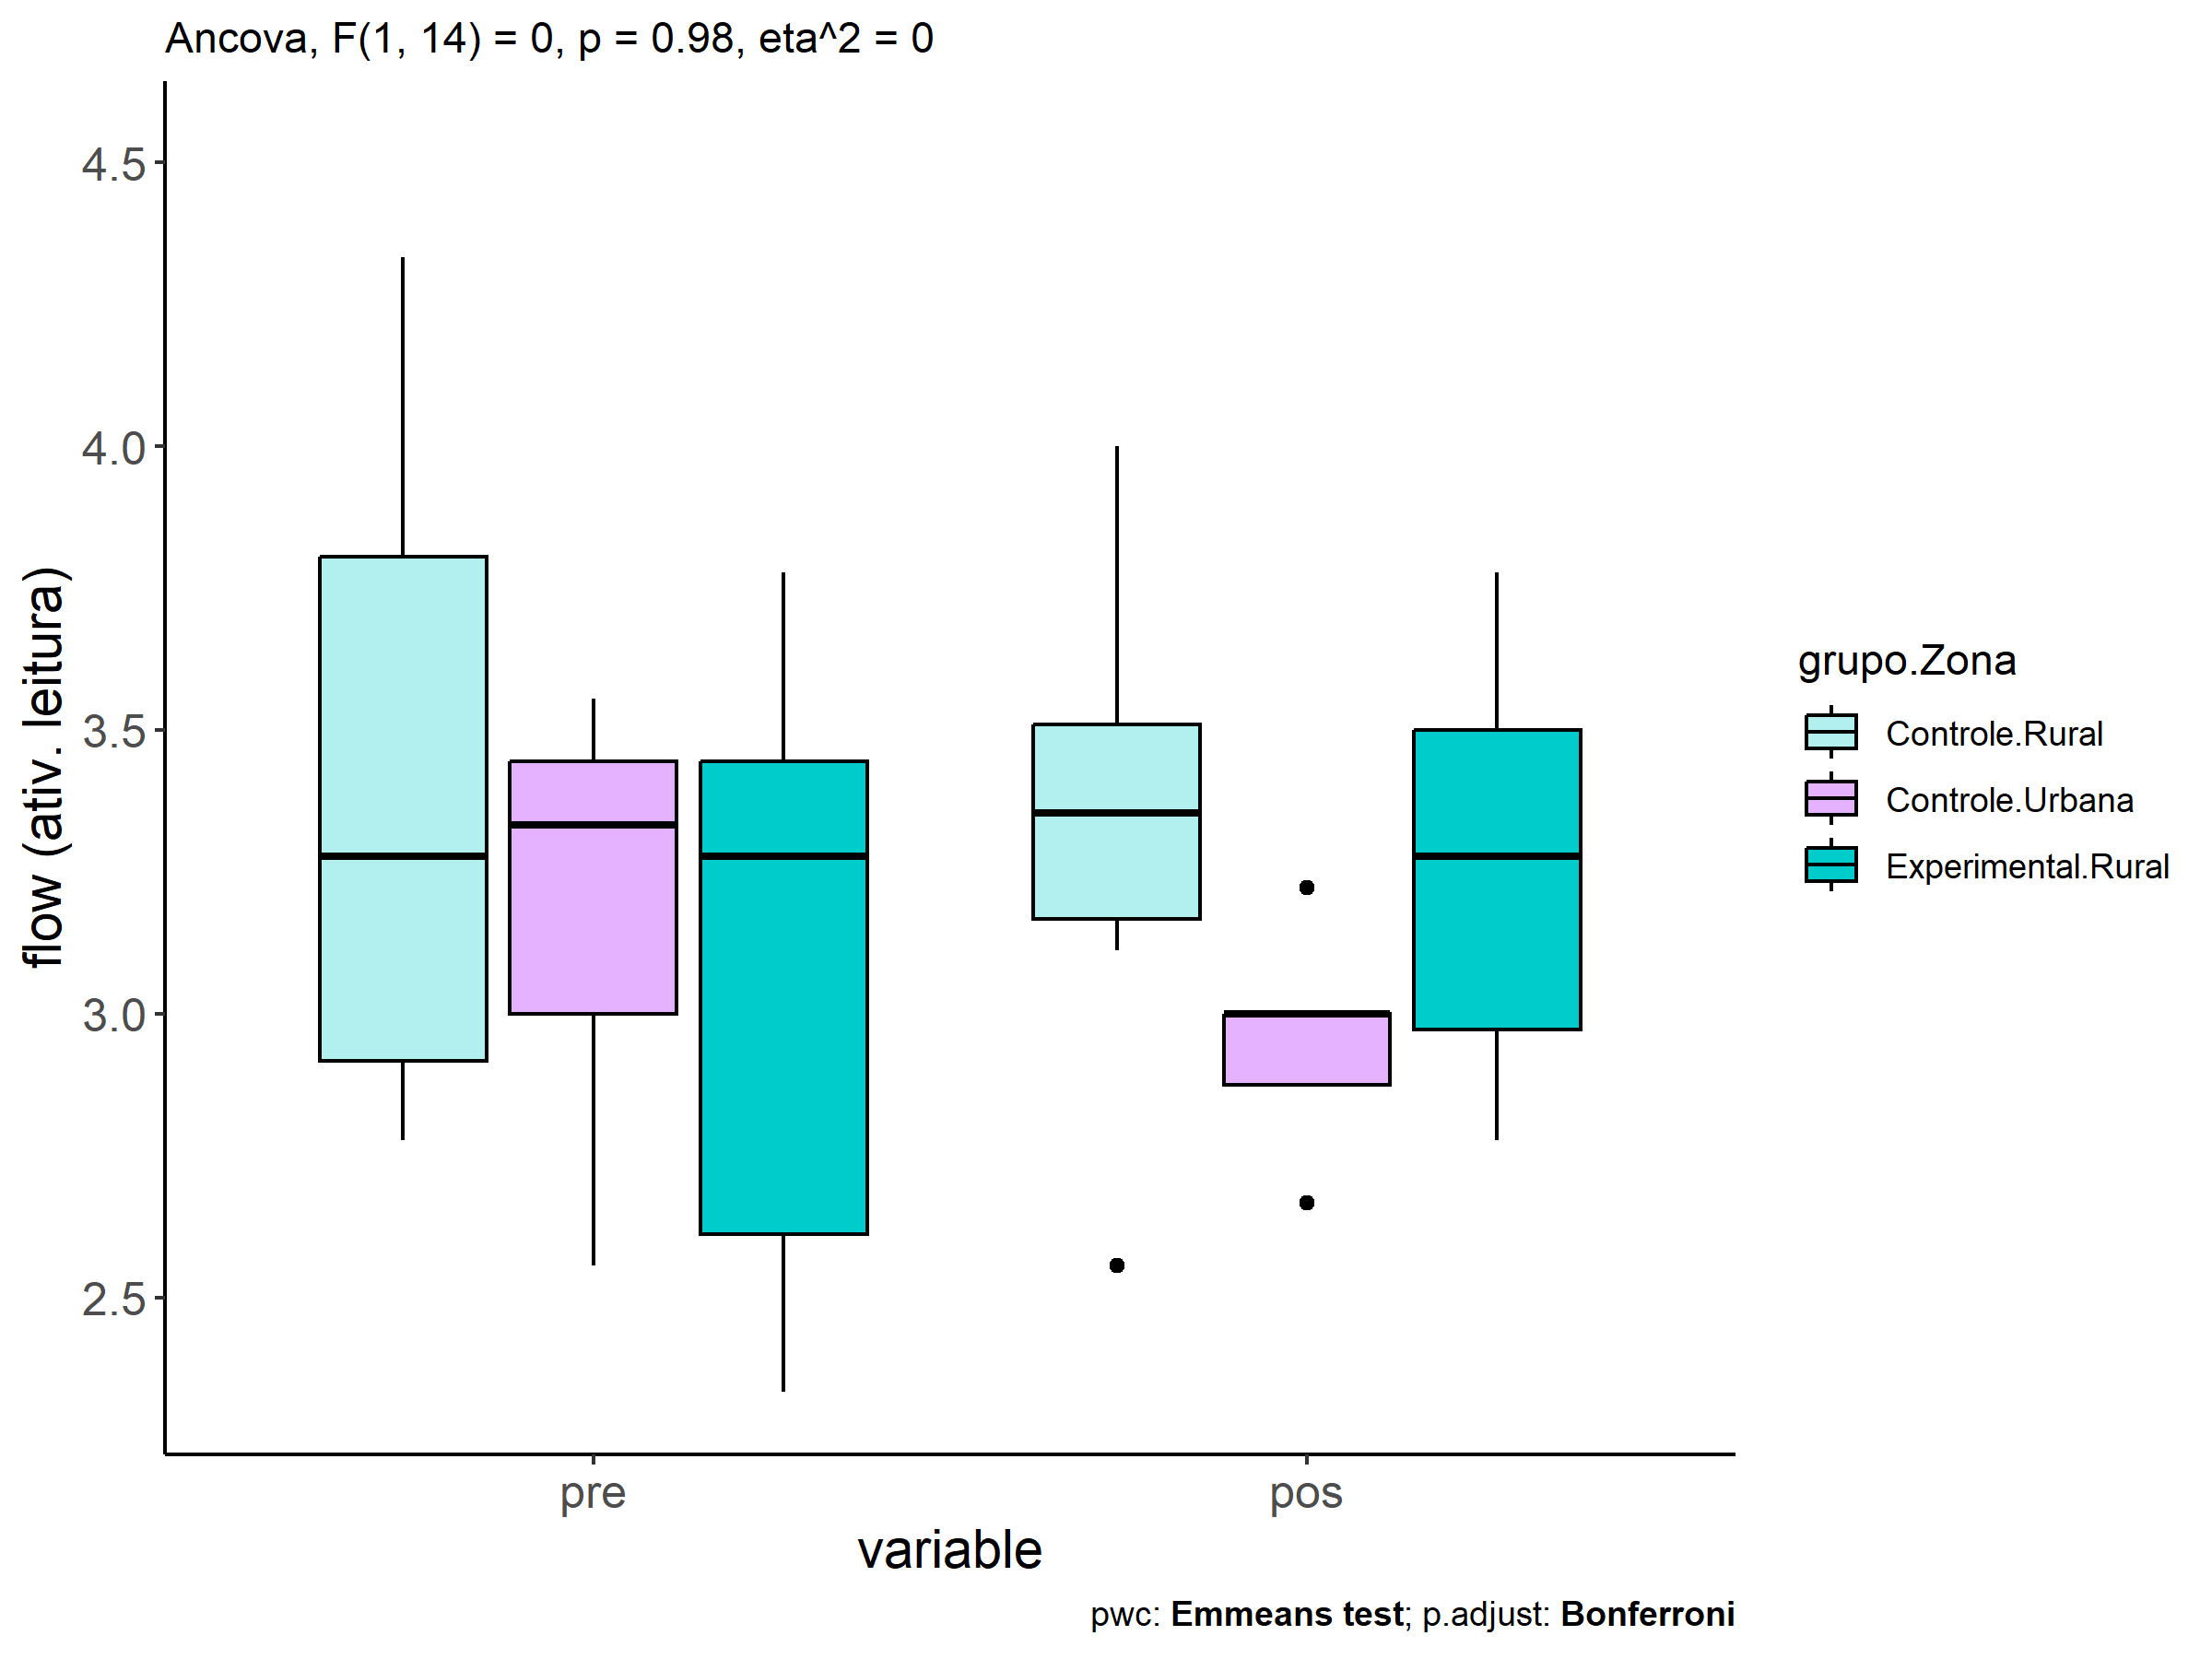 Ancova, F(1, 14) = 0, p = 0.98, eta^2 = 0
flow (ativ. leitura)
4.5
4.0
3.5
3.0
2.5
pre
pos
variable
grupo.Zona
Controle.Rural
Controle.Urbana
Experimental.Rural
pwc: Emmeans test; p.adjust: Bonferroni